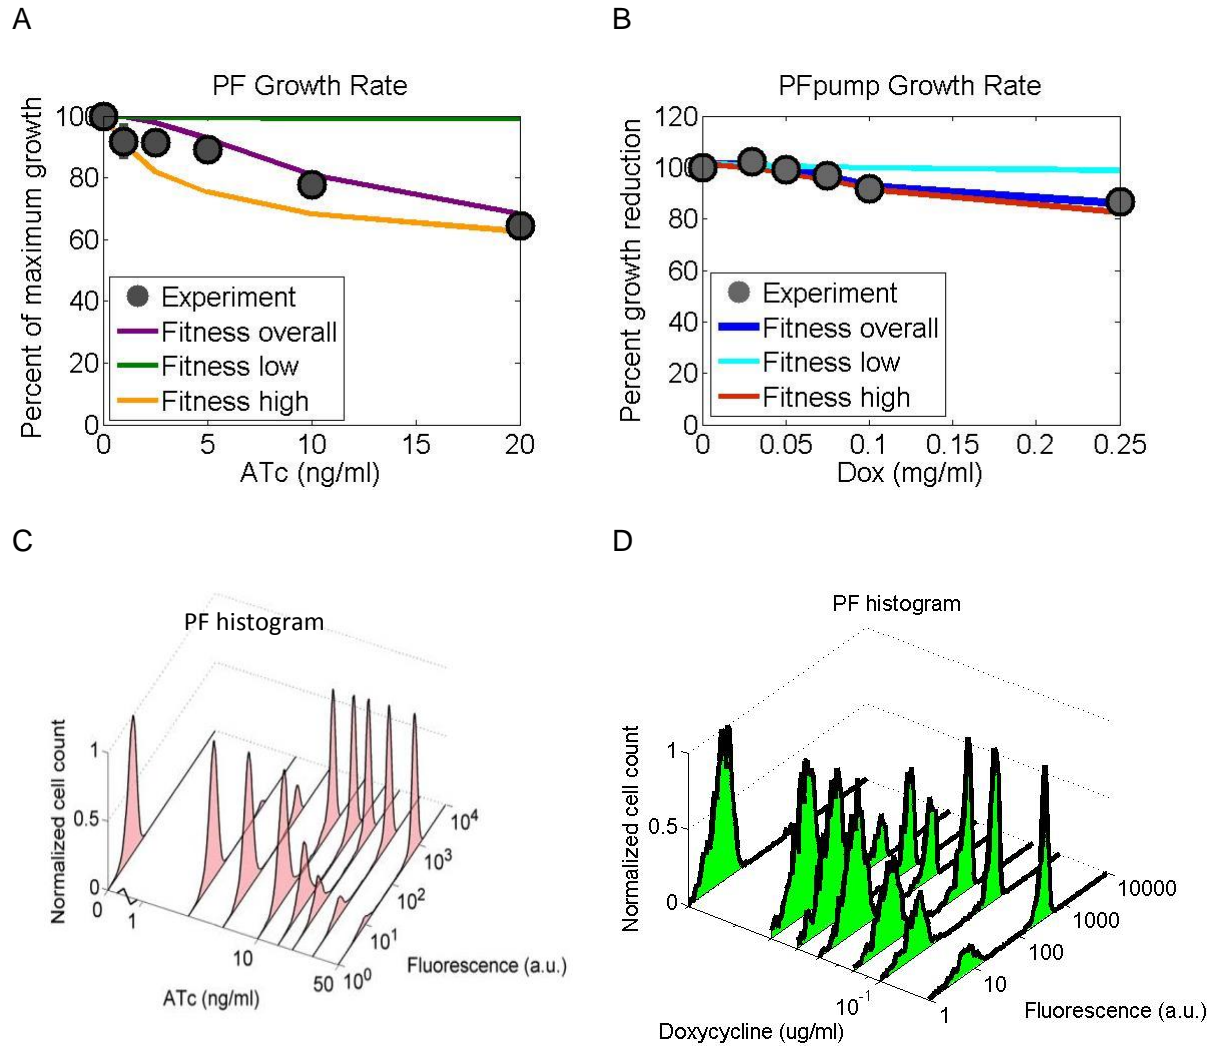 A
PF Growth Rate
Percent of maximum growth
100
80
60
40
20
0
0 5 10 15 20
ATc (ng/ml)
Experiment
Fitness overall
Fitness low
Fitness high
B
PFpump Growth Rate
Percent growth reduction
120
100
80
60
40
20
0
0 0.05 0.1 0.15 0.2 0.25
Dox (mg/ml)
Experiment
Fitness overall
Fitness low
Fitness high
C
PF histogram
Normalized cell count
1
0.5
0
0 1 10 50
ATc (ng/ml)
10⁰ 10¹ 10² 10³ 10⁴
Fluorescence (a.u.)
D
PF histogram
Normalized cell count
1
0.5
0
10⁻¹
Doxycycline (ug/ml)
1 10 100 1000 10000
Fluorescence (a.u.)